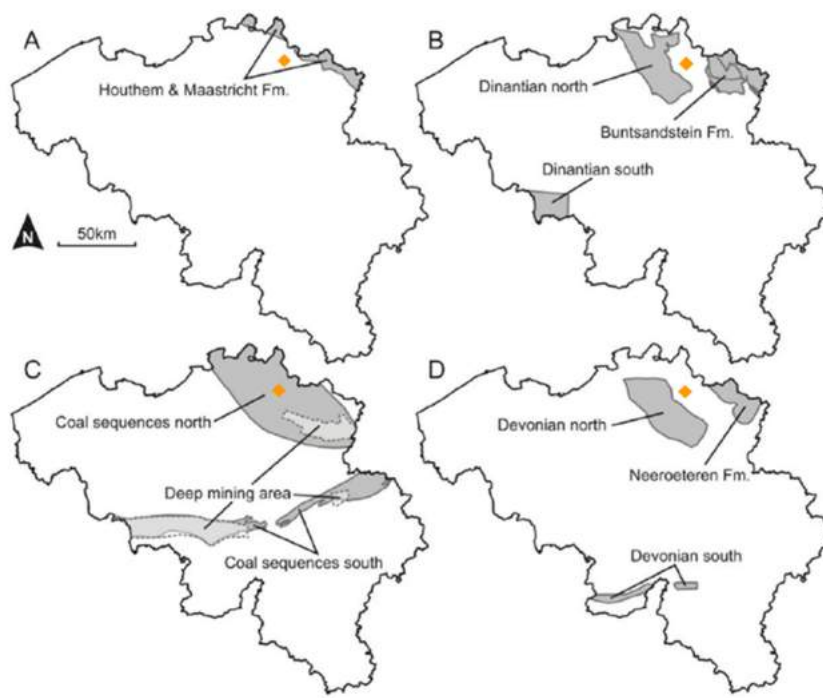 A
Houthem & Maastricht Fm.
N
50km
B
Dinantian north
Buntsandstein Fm.
Dinantian south
C
Coal sequences north
Deep mining area
Coal sequences south
D
Devonian north
Neeroeteren Fm.
Devonian south